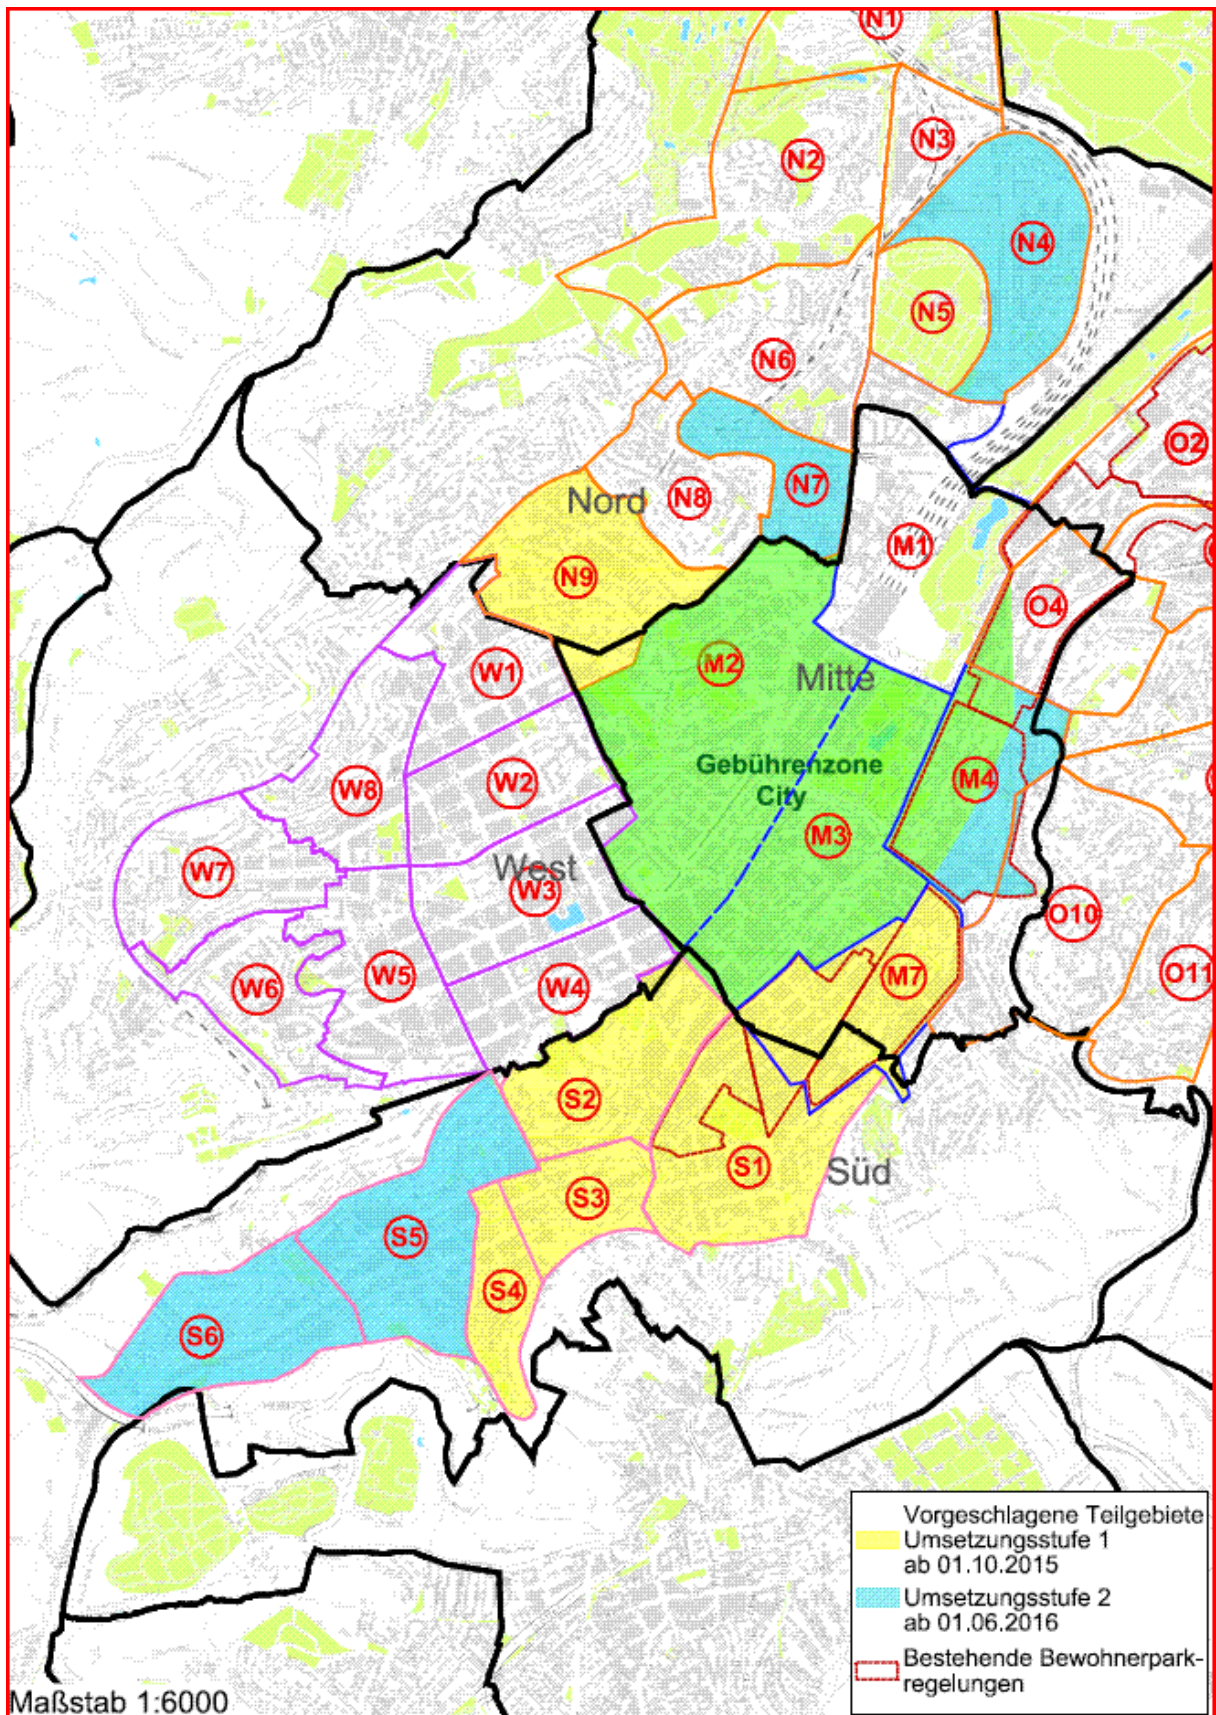 N1
N3
N2
N4
N5
N6
O2
N7
Nord
N8
M1
N9
O4
W1
M2
Mitte
W2
Gebührenzone
City
M4
W8
M3
West
W7
W3
O10
W5
M7
O11
W6
W4
S2
S1
Süd
S3
S5
S4
S6
Vorgeschlagene Teilgebiete
Umsetzungsstufe 1
ab 01.10.2015
Umsetzungsstufe 2
ab 01.06.2016
Bestehende Bewohnerpark-
regelungen
Maßstab 1:6000